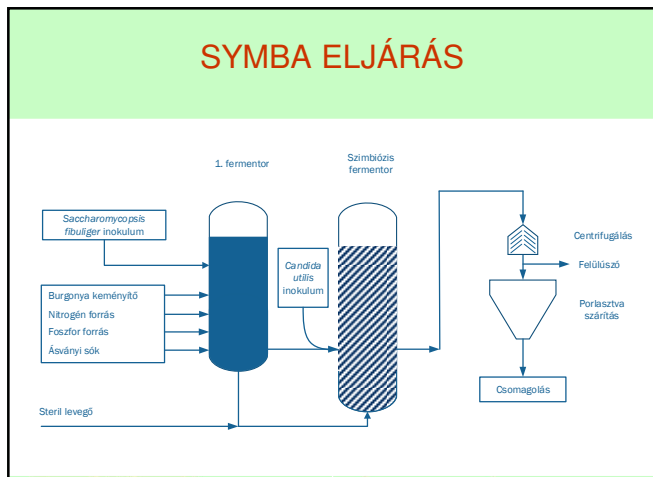 SYMBA ELJÁRÁS
1. fermentor
Szimbiózis
fermentor
Saccharomycopsis
fibuliger inokulum
Candida
utilis
inokulum
Burgonya keményítő
Nitrogén forrás
Foszfor forrás
Ásványi sók
Steril levegő
Centrifugálás
Felülúszó
Porlasztva
szárítás
Csomagolás